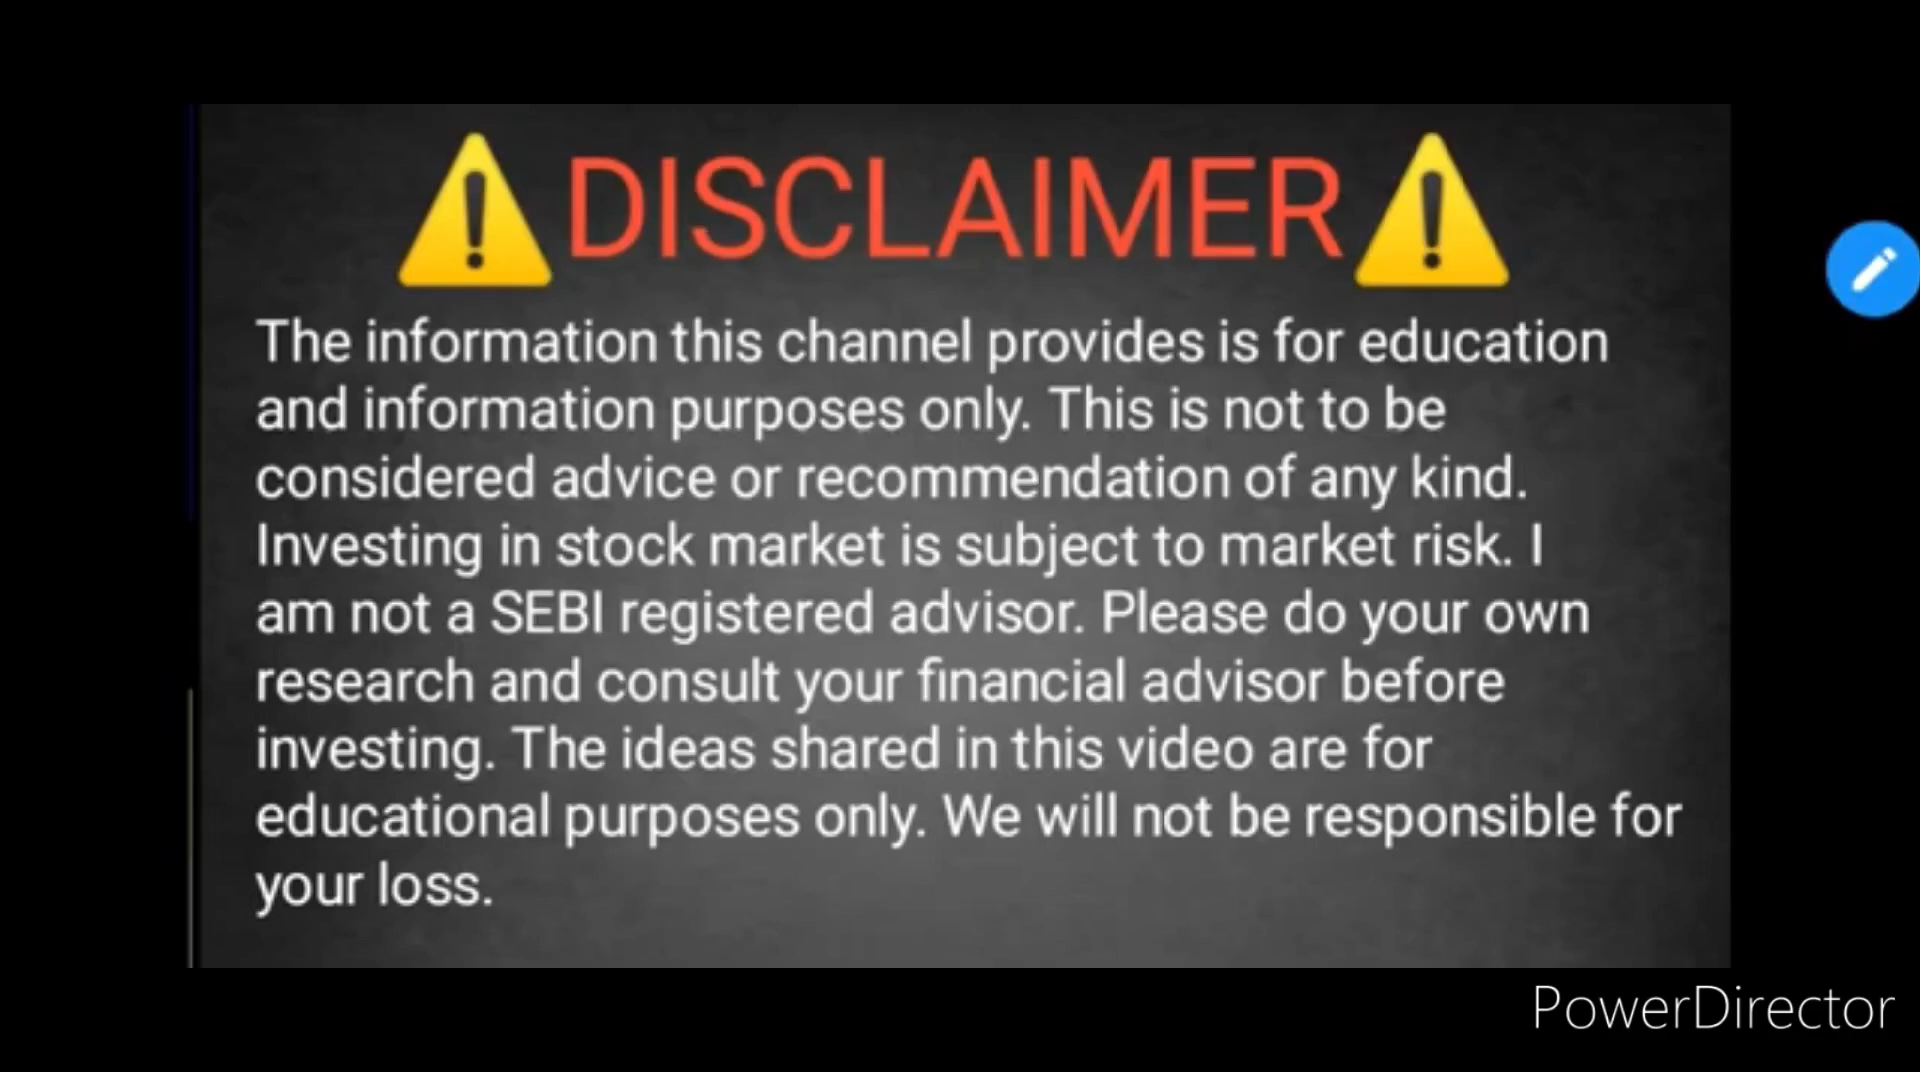 ⚠DISCLAIMER⚠
The information this channel provides is for education
and information purposes only. This is not to be
considered advice or recommendation of any kind.
Investing in stock market is subject to market risk. I
am not a SEBI registered advisor. Please do your own
research and consult your financial advisor before
investing. The ideas shared in this video are for
educational purposes only. We will not be responsible for
your loss.
PowerDirector